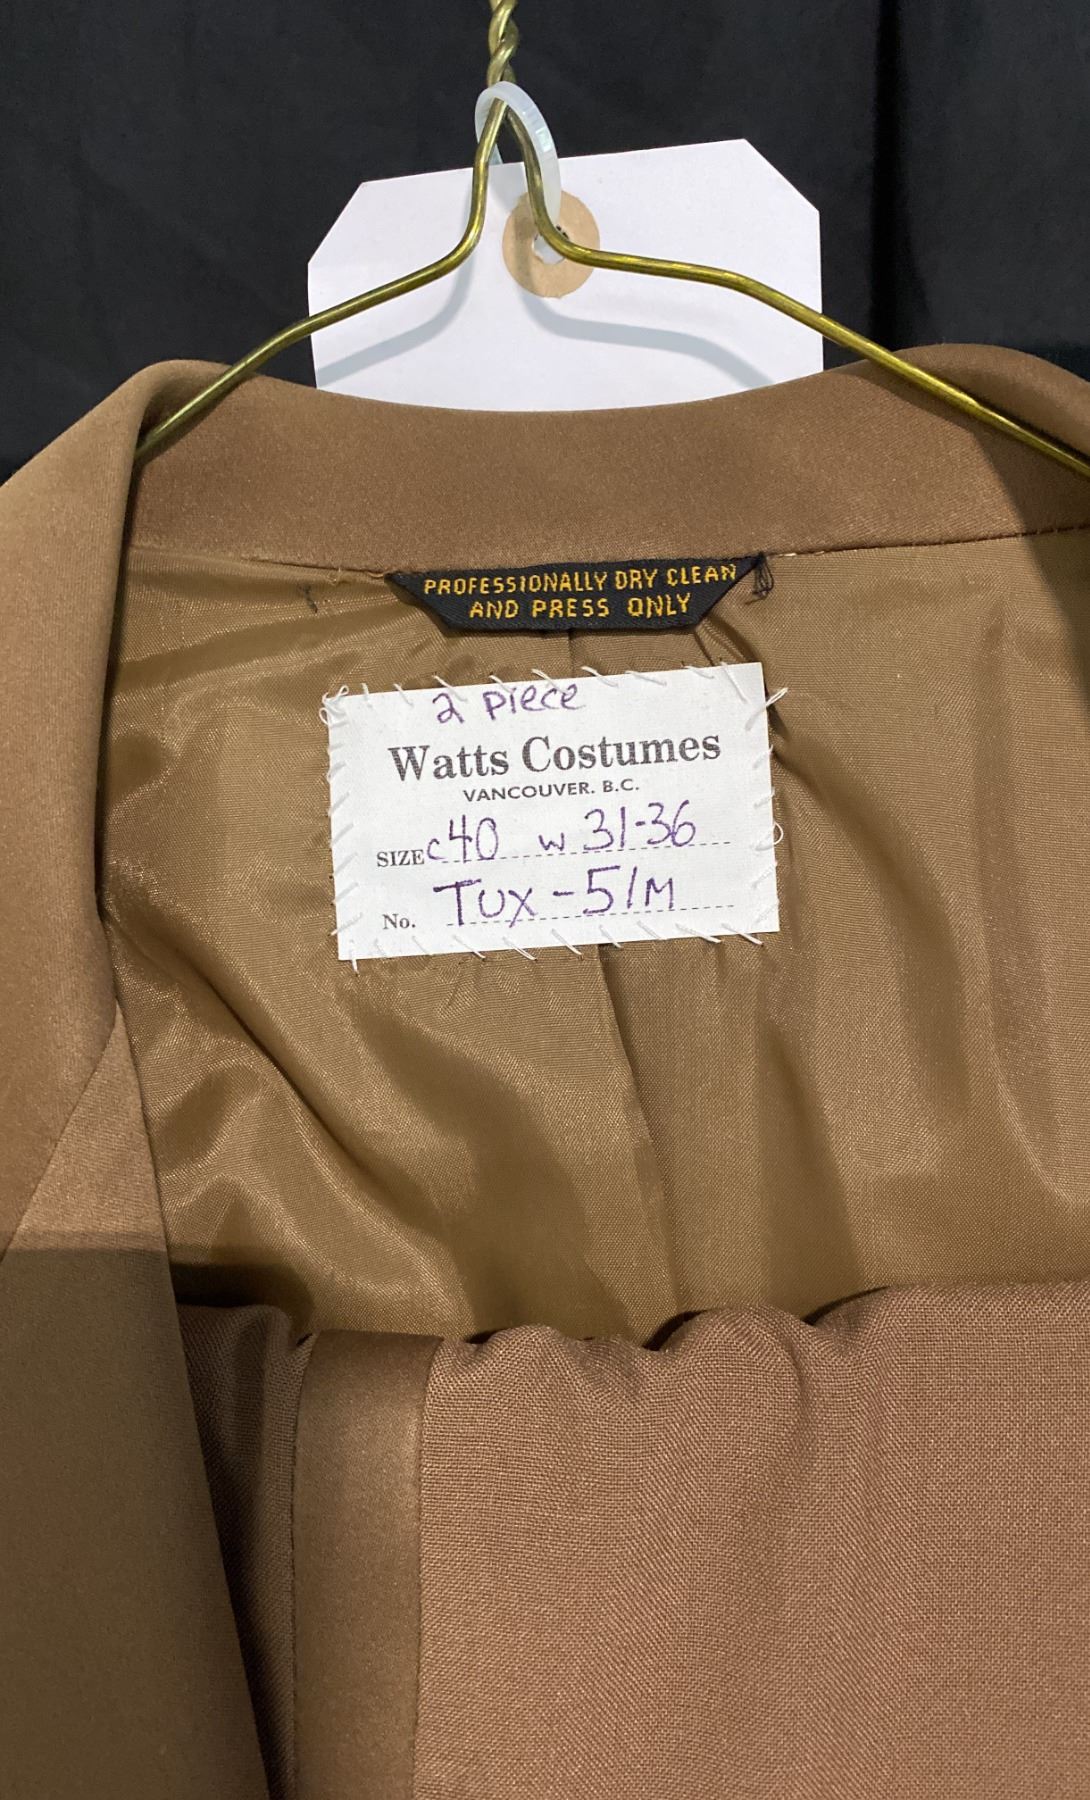 PROFESSIONALLY DRY CLEAN
AND PRESS ONLY
2 piece
Watts Costumes
VANCOUVER. B.C.
SIZE c40 w 31-36
No. TUX-51M